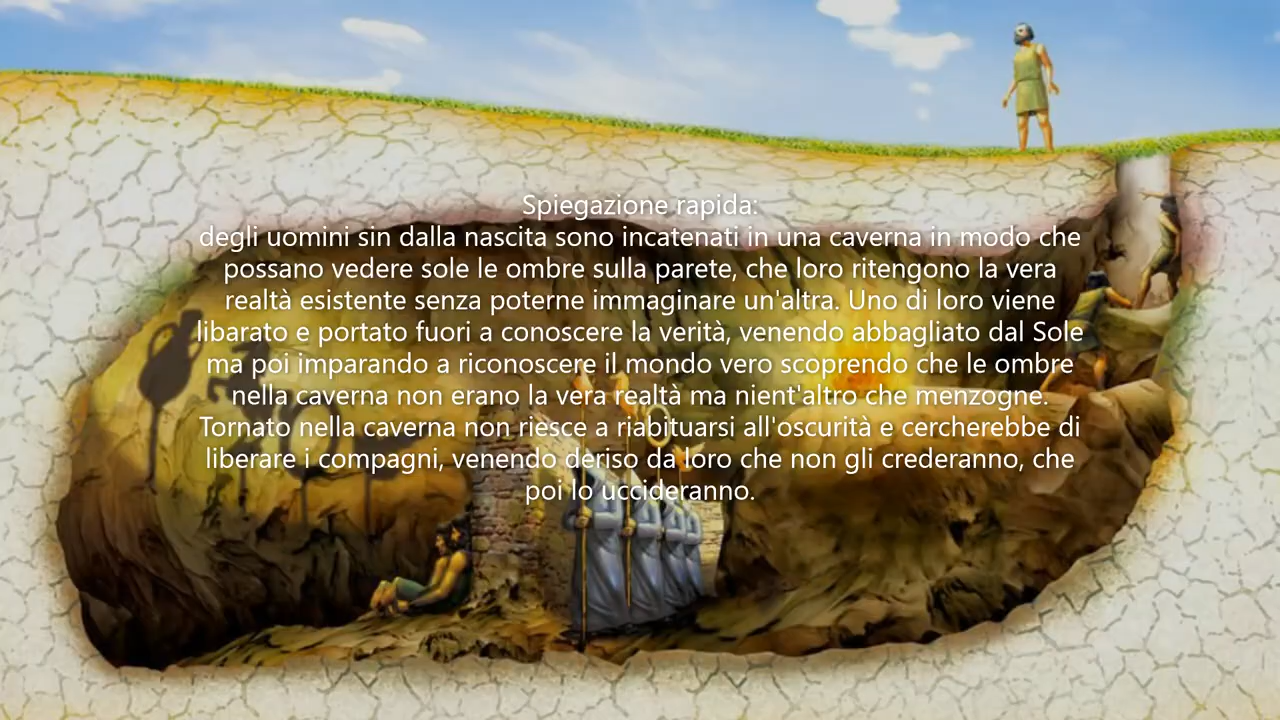 Spiegazione rapida:
degli uomini sin dalla nascita sono incatenati in una caverna in modo che
possano vedere sole le ombre sulla parete, che loro ritengono la vera
realtà esistente senza poterne immaginare un'altra. Uno di loro viene
libarato e portato fuori a conoscere la verità, venendo abbagliato dal Sole
ma poi imparando a riconoscere il mondo vero scoprendo che le ombre
nella caverna non erano la vera realtà ma nient'altro che menzogne.
Tornato nella caverna non riesce a riabituarsi all'oscurità e cercherebbe di
liberare i compagni, venendo deriso da loro che non gli crederanno, che
poi lo uccideranno.